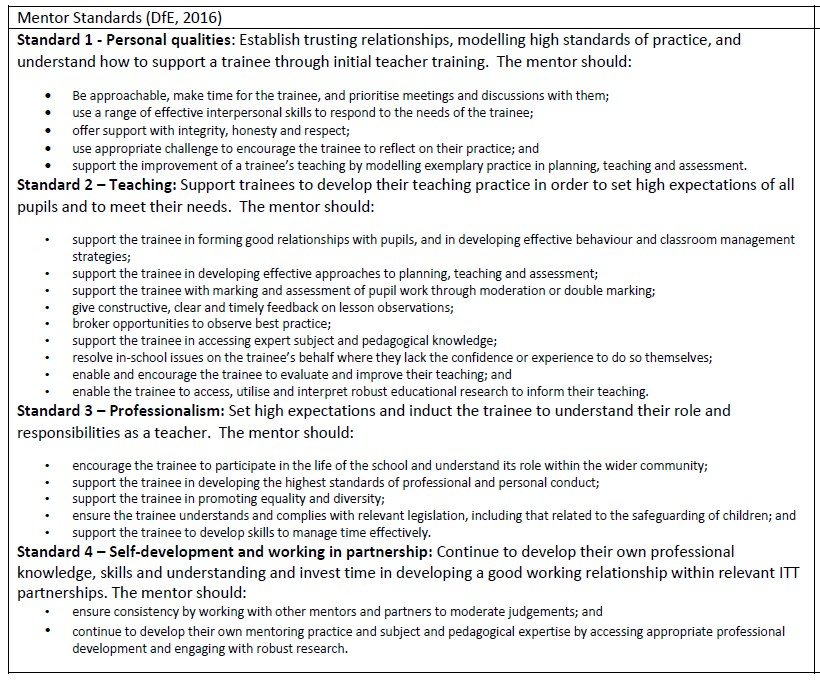 Mentor Standards (DfE, 2016)
Standard 1 - Personal qualities: Establish trusting relationships, modelling high standards of practice, and
understand how to support a trainee through initial teacher training.  The mentor should:
• Be approachable, make time for the trainee, and prioritise meetings and discussions with them;
• use a range of effective interpersonal skills to respond to the needs of the trainee;
• offer support with integrity, honesty and respect;
• use appropriate challenge to encourage the trainee to reflect on their practice; and
• support the improvement of a trainee's teaching by modelling exemplary practice in planning, teaching and assessment.
Standard 2 – Teaching: Support trainees to develop their teaching practice in order to set high expectations of all
pupils and to meet their needs.  The mentor should:
• support the trainee in forming good relationships with pupils, and in developing effective behaviour and classroom management
strategies;
• support the trainee in developing effective approaches to planning, teaching and assessment;
• support the trainee with marking and assessment of pupil work through moderation or double marking;
• give constructive, clear and timely feedback on lesson observations;
• broker opportunities to observe best practice;
• support the trainee in accessing expert subject and pedagogical knowledge;
• resolve in-school issues on the trainee's behalf where they lack the confidence or experience to do so themselves;
• enable and encourage the trainee to evaluate and improve their teaching; and
• enable the trainee to access, utilise and interpret robust educational research to inform their teaching.
Standard 3 – Professionalism: Set high expectations and induct the trainee to understand their role and
responsibilities as a teacher.  The mentor should:
• encourage the trainee to participate in the life of the school and understand its role within the wider community;
• support the trainee in developing the highest standards of professional and personal conduct;
• support the trainee in promoting equality and diversity;
• ensure the trainee understands and complies with relevant legislation, including that related to the safeguarding of children; and
• support the trainee to develop skills to manage time effectively.
Standard 4 – Self-development and working in partnership: Continue to develop their own professional
knowledge, skills and understanding and invest time in developing a good working relationship within relevant ITT
partnerships. The mentor should:
• ensure consistency by working with other mentors and partners to moderate judgements; and
• continue to develop their own mentoring practice and subject and pedagogical expertise by accessing appropriate professional
development and engaging with robust research.